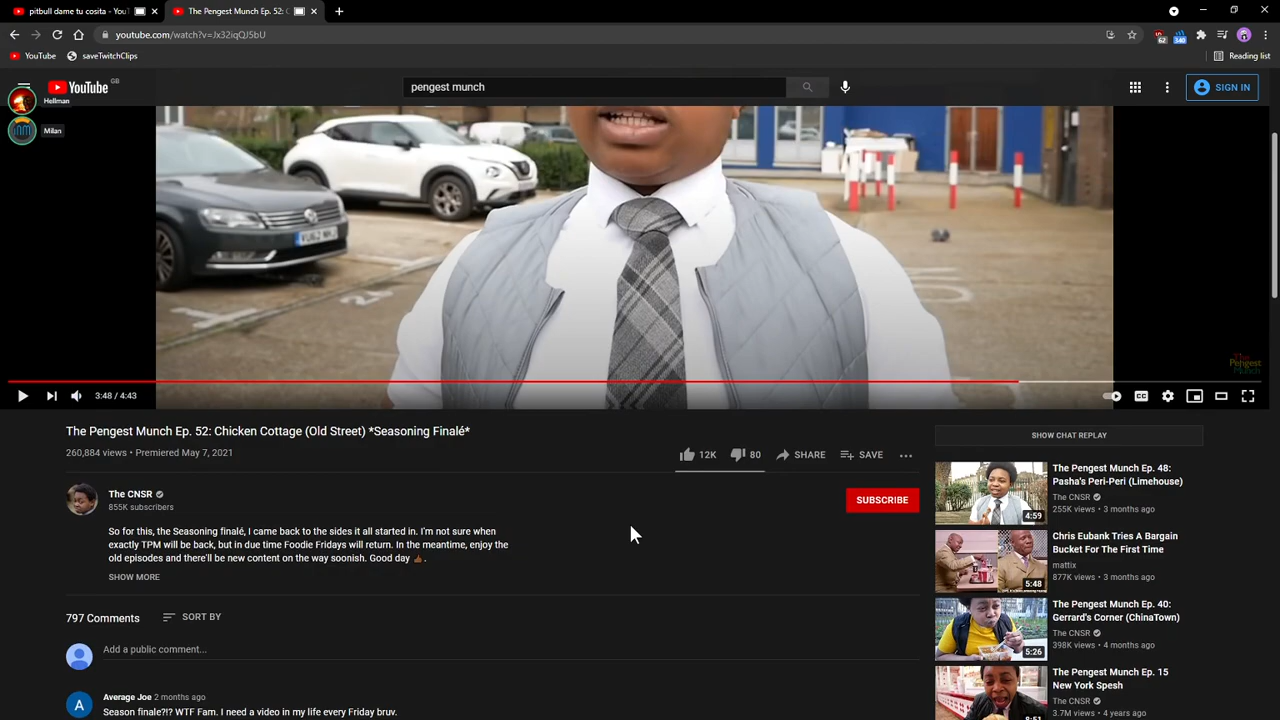 pitbull dame tu cosita - YouT
The Pengest Munch Ep. 52: C
youtube.com/watch?v=Jx32iqQJ5bU
62
340
YouTube
saveTwitchClips
Reading list
YouTube GB
pengest munch
SIGN IN
Hellman
Milan
VU62
The Pengest Munch
3:48 / 4:43
CC
The Pengest Munch Ep. 52: Chicken Cottage (Old Street) *Seasoning Finalé*
260,884 views • Premiered May 7, 2021
12K
80
SHARE
SAVE
The CNSR
855K subscribers
SUBSCRIBE
So for this, the Seasoning finalé, I came back to the sides it all started in. I'm not sure when
exactly TPM will be back, but in due time Foodie Fridays will return. In the meantime, enjoy the
old episodes and there'll be new content on the way soonish. Good day 👍🏾.
SHOW MORE
797 Comments
SORT BY
Add a public comment...
A
Average Joe 2 months ago
Season finale?!? WTF Fam. I need a video in my life every Friday bruv.
SHOW CHAT REPLAY
The Pengest Munch Ep. 48:
Pasha's Peri-Peri (Limehouse)
The CNSR
255K views • 3 months ago
4:59
Chris Eubank Tries A Bargain
Bucket For The First Time
mattix
877K views • 3 months ago
5:48
The Pengest Munch Ep. 40:
Gerrard's Corner (ChinaTown)
The CNSR
398K views • 4 months ago
5:26
The Pengest Munch Ep. 15
New York Spesh
The CNSR
3.7M views • 4 years ago
8:51